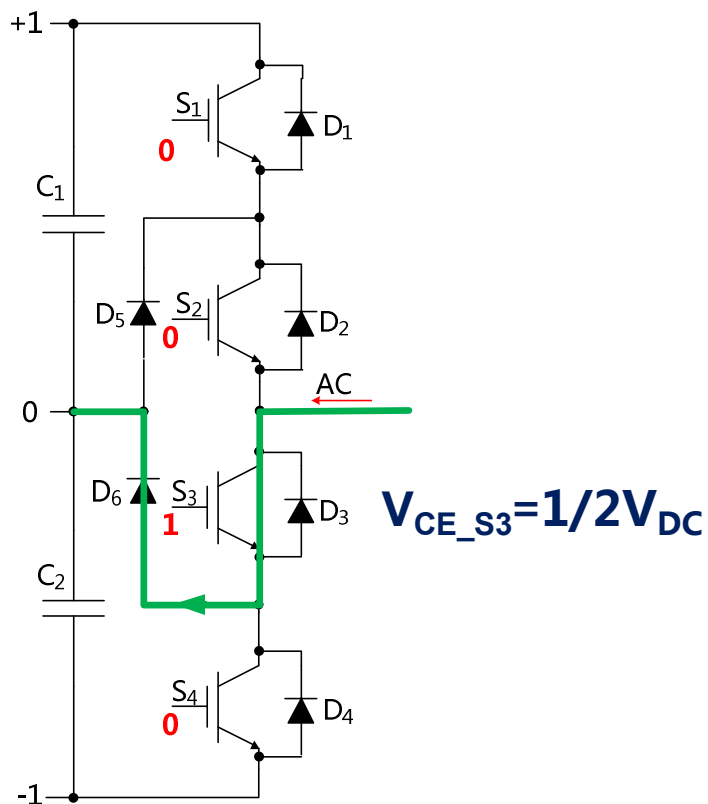 +1
S1
D1
0
C1
D5
S2
D2
0
AC
0
D6
S3
D3
1
VCE_S3=1/2VDC
C2
S4
D4
0
-1